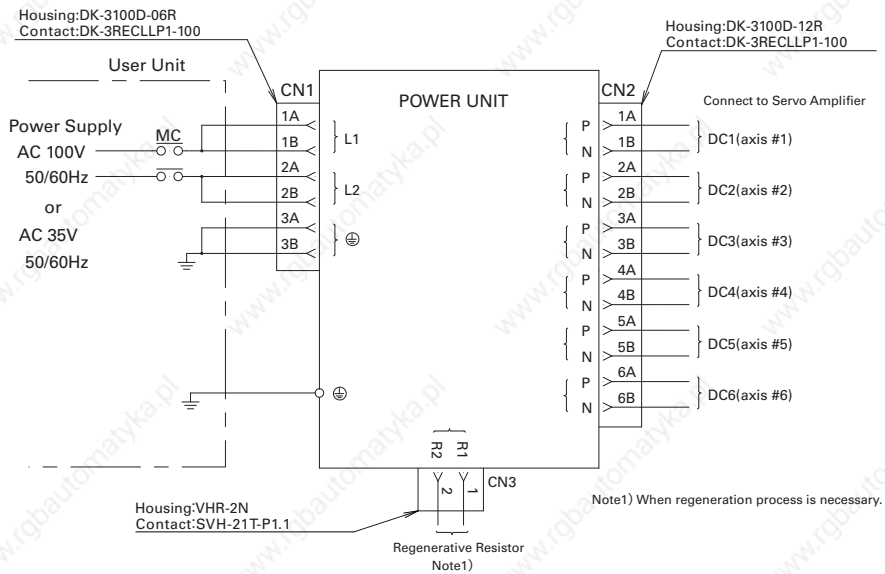 Housing:DK-3100D-06R
Contact:DK-3RECLLP1-100
User Unit
Power Supply
AC 100V
50/60Hz
or
AC 35V
50/60Hz
MC
CN1
1A
1B
2A
2B
3A
3B
L1
L2
POWER UNIT
Housing:DK-3100D-12R
Contact:DK-3RECLLP1-100
CN2
Connect to Servo Amplifier
P 1A
N 1B
DC1(axis #1)
P 2A
N 2B
DC2(axis #2)
P 3A
N 3B
DC3(axis #3)
P 4A
N 4B
DC4(axis #4)
P 5A
N 5B
DC5(axis #5)
P 6A
N 6B
DC6(axis #6)
R2 R1
2 1
CN3
Housing:VHR-2N
Contact:SVH-21T-P1.1
Regenerative Resistor
Note1)
Note1) When regeneration process is necessary.
www.rgbautomatyka.pl